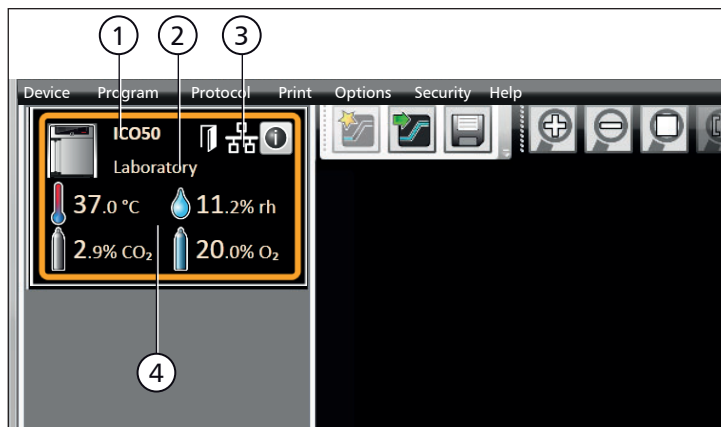 1 2 3
Device Program Protocol Print Options Security Help
ICO50
Laboratory
37.0 °C 11.2% rh
2.9% CO₂ 20.0% O₂
4